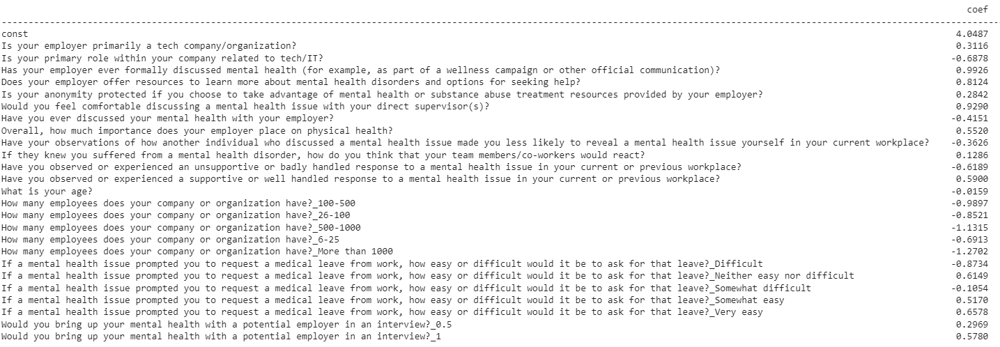 coef
--------------------------------------------------------------------------------
const 4.0487
Is your employer primarily a tech company/organization? 0.3116
Is your primary role within your company related to tech/IT? -0.6878
Has your employer ever formally discussed mental health (for example, as part of a wellness campaign or other official communication)? 0.9926
Does your employer offer resources to learn more about mental health disorders and options for seeking help? 0.8124
Is your anonymity protected if you choose to take advantage of mental health or substance abuse treatment resources provided by your employer? 0.2842
Would you feel comfortable discussing a mental health issue with your direct supervisor(s)? 0.9290
Have you ever discussed your mental health with your employer? -0.4151
Overall, how much importance does your employer place on physical health? 0.5520
Have your observations of how another individual who discussed a mental health issue made you less likely to reveal a mental health issue yourself in your current workplace? -0.3626
If they knew you suffered from a mental health disorder, how do you think that your team members/co-workers would react? 0.1286
Have you observed or experienced an unsupportive or badly handled response to a mental health issue in your current or previous workplace? -0.6189
Have you observed or experienced a supportive or well handled response to a mental health issue in your current or previous workplace? 0.5900
What is your age? -0.0159
How many employees does your company or organization have?_100-500 -0.9897
How many employees does your company or organization have?_26-100 -0.8521
How many employees does your company or organization have?_500-1000 -1.1315
How many employees does your company or organization have?_6-25 -0.6913
How many employees does your company or organization have?_More than 1000 -1.2702
If a mental health issue prompted you to request a medical leave from work, how easy or difficult would it be to ask for that leave?_Difficult -0.8734
If a mental health issue prompted you to request a medical leave from work, how easy or difficult would it be to ask for that leave?_Neither easy nor difficult 0.6149
If a mental health issue prompted you to request a medical leave from work, how easy or difficult would it be to ask for that leave?_Somewhat difficult -0.1054
If a mental health issue prompted you to request a medical leave from work, how easy or difficult would it be to ask for that leave?_Somewhat easy 0.5170
If a mental health issue prompted you to request a medical leave from work, how easy or difficult would it be to ask for that leave?_Very easy 0.6578
Would you bring up your mental health with a potential employer in an interview?_0.5 0.2969
Would you bring up your mental health with a potential employer in an interview?_1 0.5780